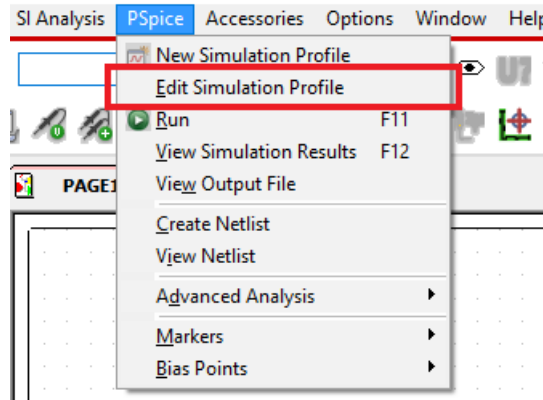 SI Analysis PSpice Accessories Options Window Help
New Simulation Profile
Edit Simulation Profile
Run F11
View Simulation Results F12
View Output File
Create Netlist
View Netlist
Advanced Analysis
Markers
Bias Points
U?
PAGE1